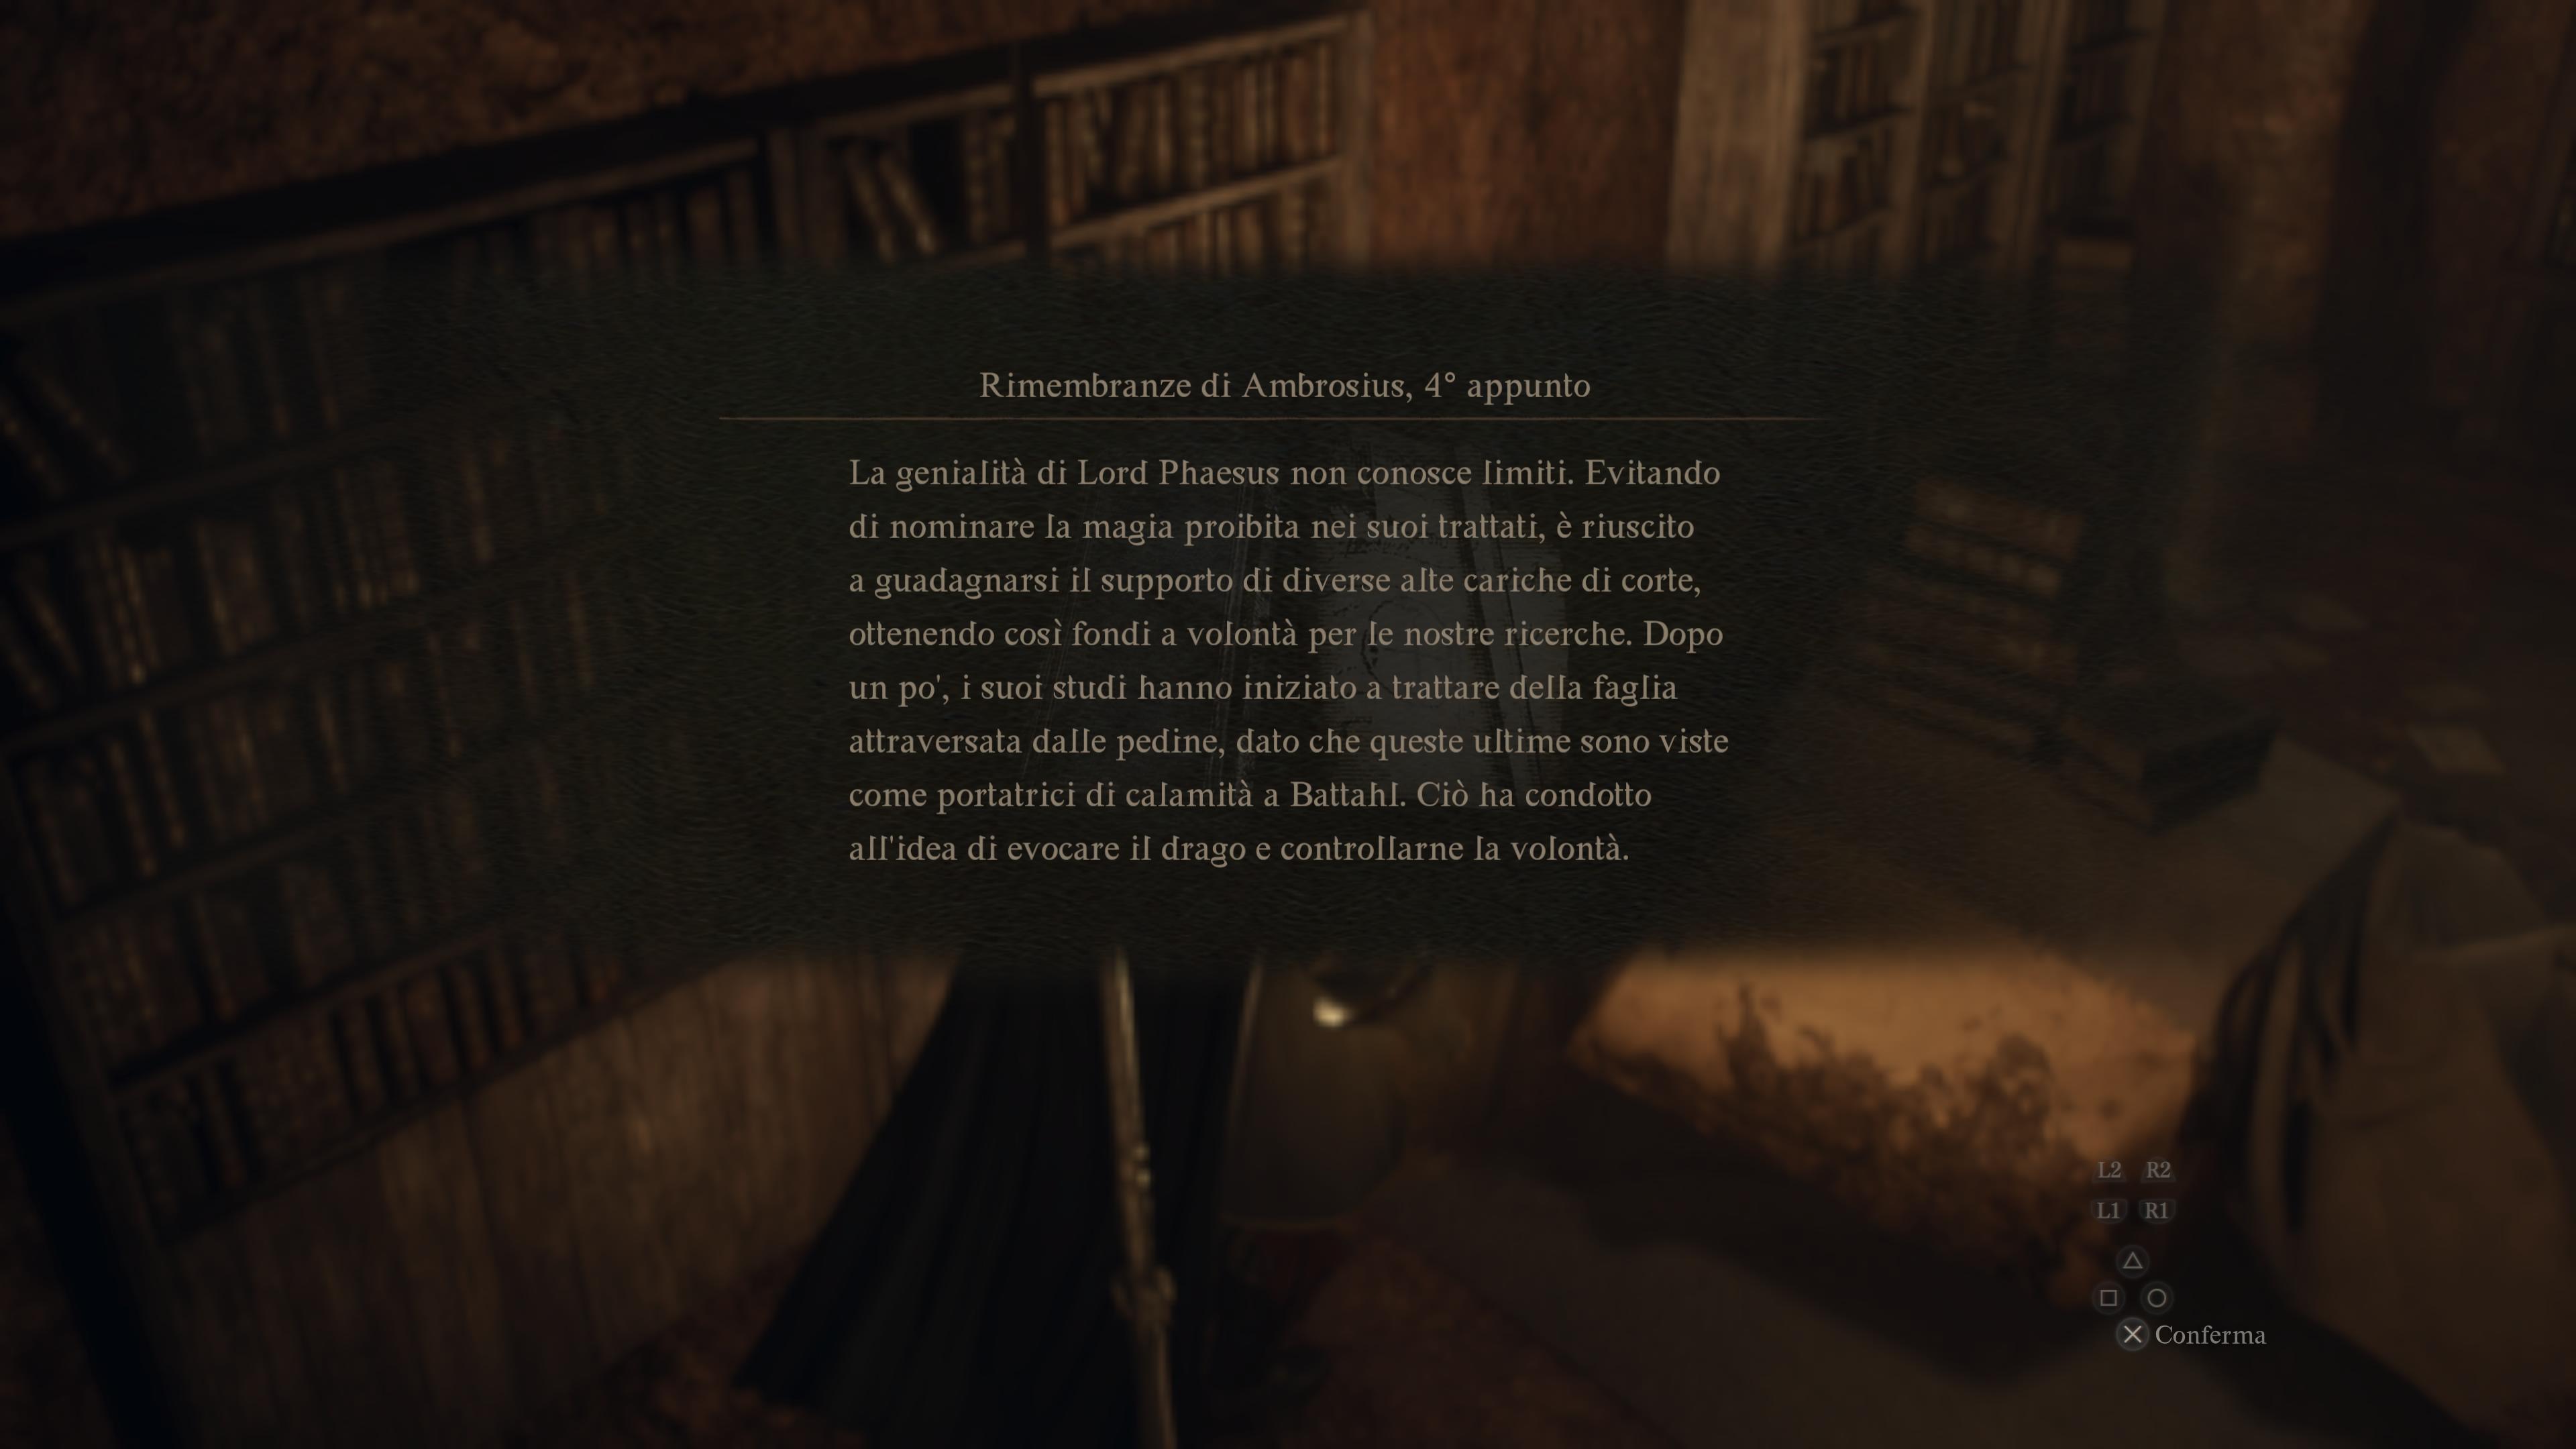 Rimembranze di Ambrosius, 4° appunto
La genialità di Lord Phaesus non conosce limiti. Evitando
di nominare la magia proibita nei suoi trattati, è riuscito
a guadagnarsi il supporto di diverse alte cariche di corte,
ottenendo così fondi a volontà per le nostre ricerche. Dopo
un po', i suoi studi hanno iniziato a trattare della faglia
attraversata dalle pedine, dato che queste ultime sono viste
come portatrici di calamità a Battahl. Ciò ha condotto
all'idea di evocare il drago e controllarne la volontà.
L2 R2
L1 R1
Conferma